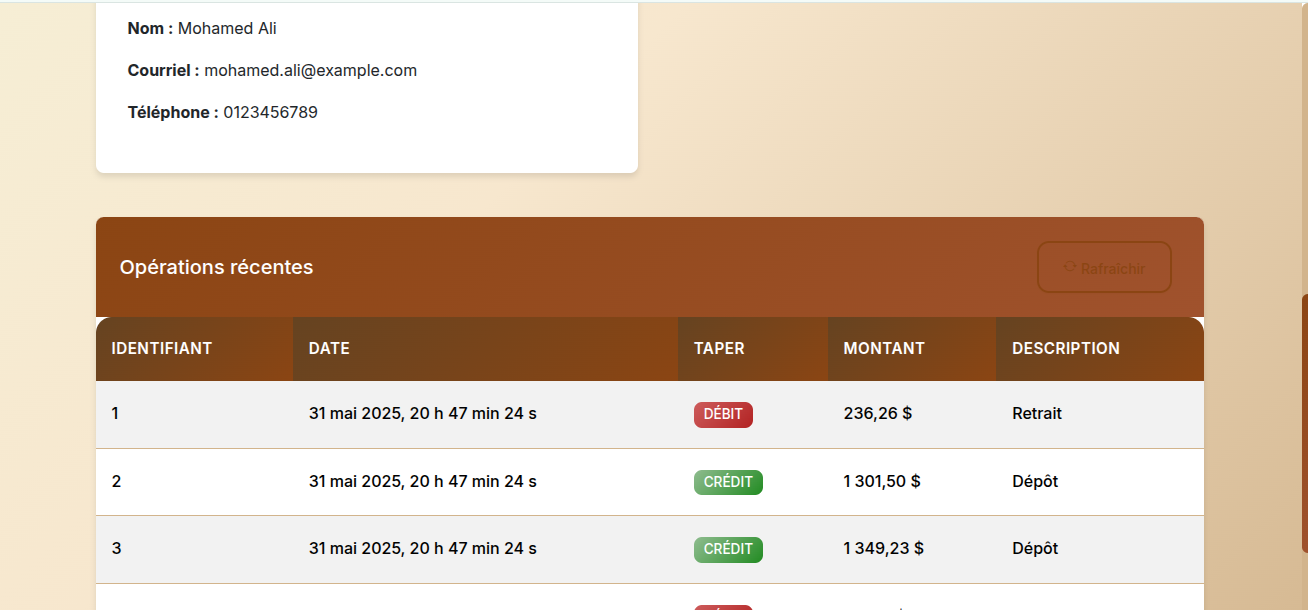 Nom : Mohamed Ali
Courriel : mohamed.ali@example.com
Téléphone : 0123456789
Opérations récentes
Rafraîchir
IDENTIFIANT DATE TAPER MONTANT DESCRIPTION
1 31 mai 2025, 20 h 47 min 24 s DÉBIT 236,26 $ Retrait
2 31 mai 2025, 20 h 47 min 24 s CRÉDIT 1 301,50 $ Dépôt
3 31 mai 2025, 20 h 47 min 24 s CRÉDIT 1 349,23 $ Dépôt